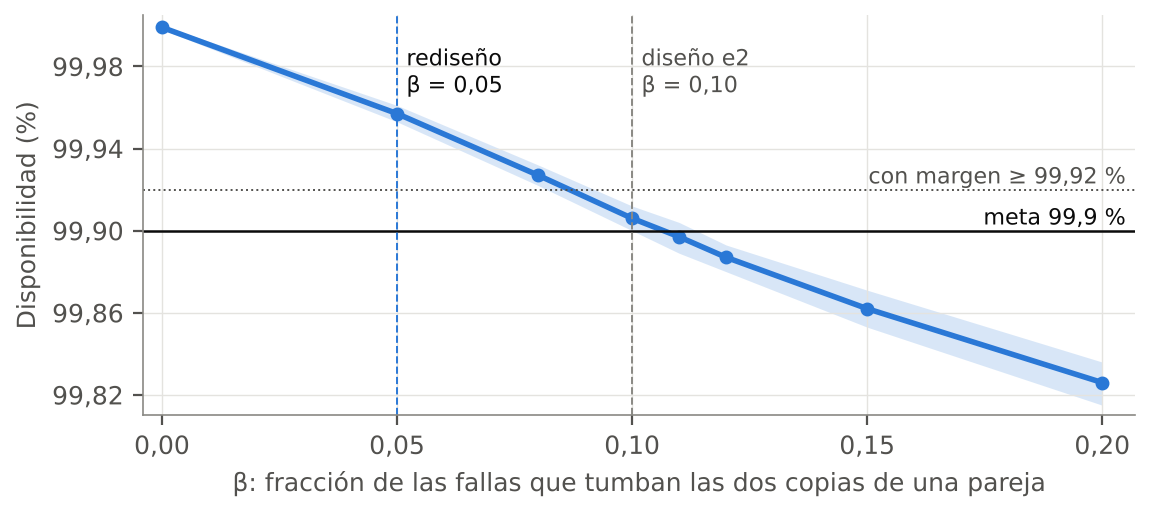 rediseño
β = 0,05
diseño e2
β = 0,10
con margen ≥ 99,92 %
meta 99,9 %
Disponibilidad (%)
99,98
99,94
99,90
99,86
99,82
0,00
0,05
0,10
0,15
0,20
β: fracción de las fallas que tumban las dos copias de una pareja